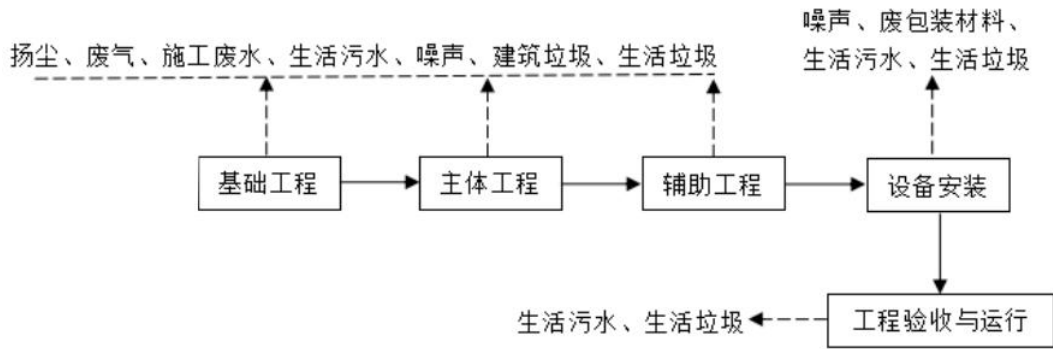 噪声、废包装材料、
扬尘、废气、施工废水、生活污水、噪声、建筑垃圾、生活垃圾
生活污水、生活垃圾
基础工程
主体工程
辅助工程
设备安装
生活污水、生活垃圾
工程验收与运行